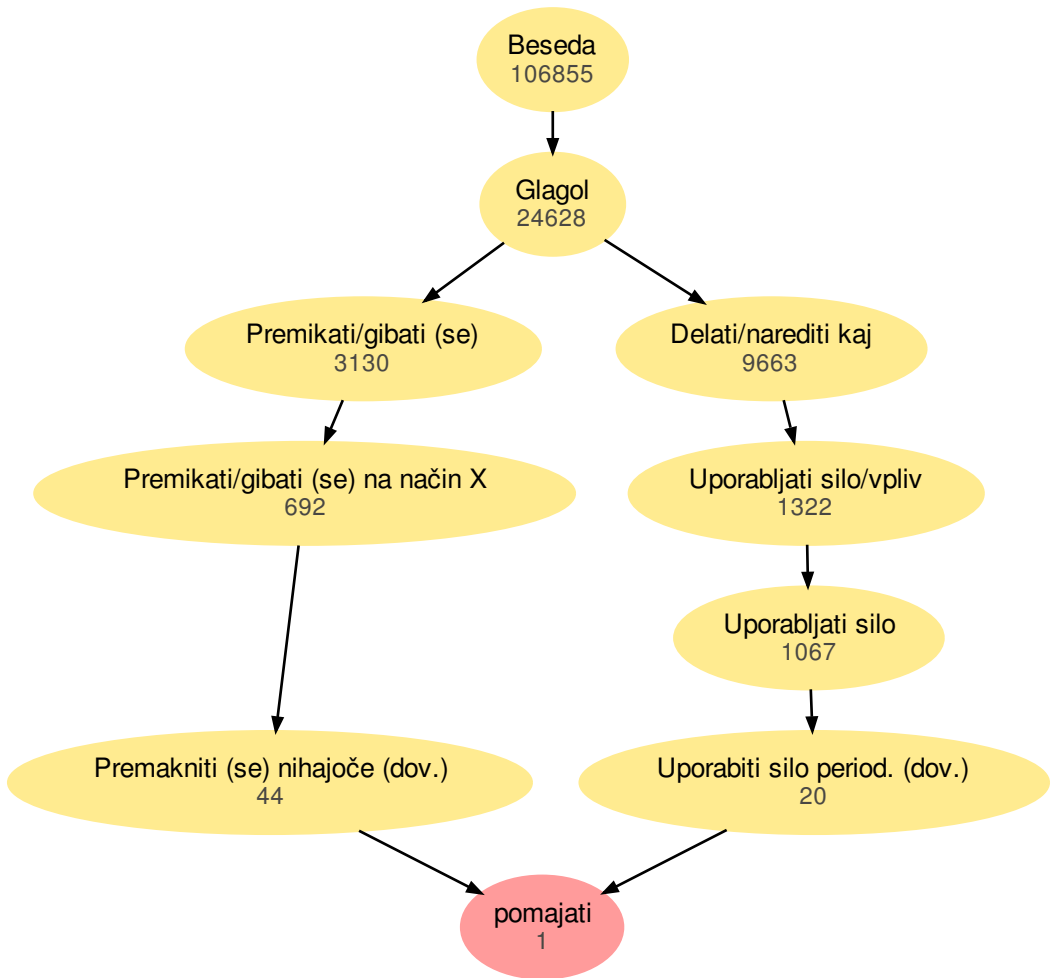 Beseda
106855
Glagol
24628
Premikati/gibati (se)
3130
Delati/narediti kaj
9663
Premikati/gibati (se) na način X
692
Uporabljati silo/vpliv
1322
Uporabljati silo
1067
Premakniti (se) nihajoče (dov.)
44
Uporabiti silo period. (dov.)
20
pomajati
1